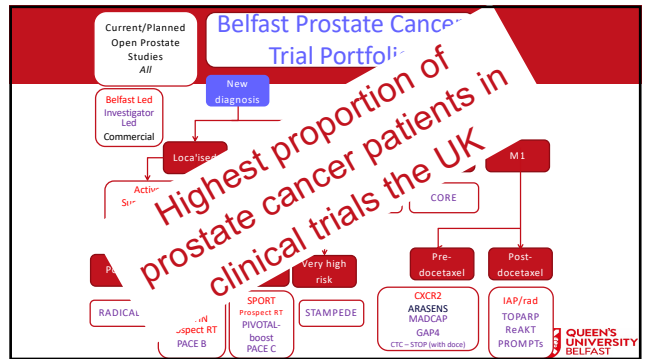 Current/Planned
Open Prostate
Studies
All
Belfast Prostate Cancer
Trial
Belfast Led
Investigator
Led
Commercial
New
diagnosis
Highest proportion of
prostate cancer patients in
clinical trials the UK
M1
CORE
Very high
risk
Pre-
docetaxel
Post-
docetaxel
RADICAL
Prospect RT
PACE B
SPORT
Prospect RT
PIVOTAL-
boost
PACE C
STAMPEDE
CXCR2
ARASENS
MADCAP
GAP4
CTC – STOP (with doce)
IAP/rad
TOPARP
ReAKT
PROMPTs
QUEEN'S
UNIVERSITY
BELFAST